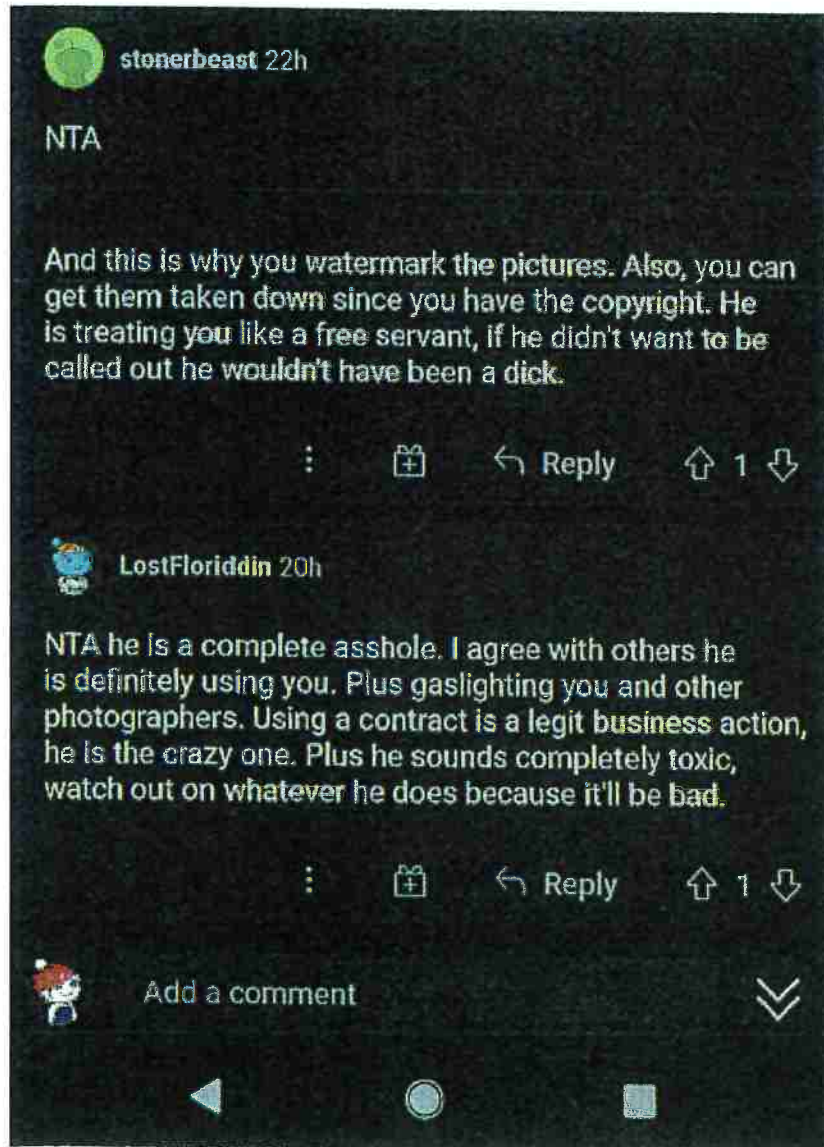 stonerbeast 22h
NTA
And this is why you watermark the pictures. Also, you can
get them taken down since you have the copyright. He
is treating you like a free servant, if he didn't want to be
called out he wouldn't have been a dick.
Reply 1
LostFloriddin 20h
NTA he is a complete asshole. I agree with others he
is definitely using you. Plus gaslighting you and other
photographers. Using a contract is a legit business action,
he is the crazy one. Plus he sounds completely toxic,
watch out on whatever he does because it'll be bad.
Reply 1
Add a comment